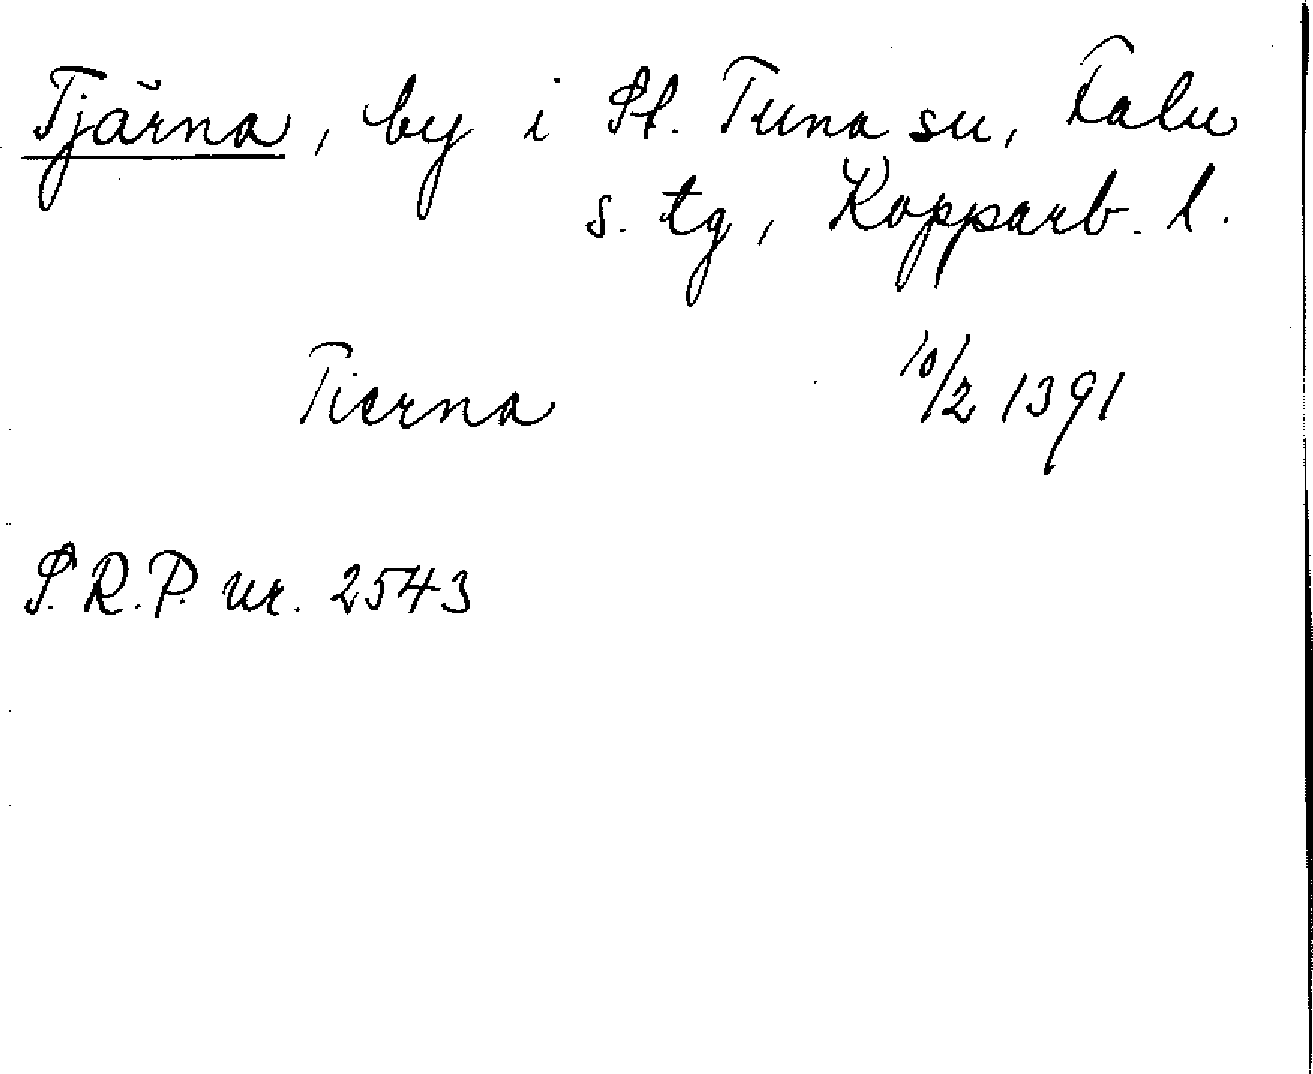 Tjärna, by i St. Tuna sn, Falu
s. tg, Kopparb. l.
Tierna 10/2 1391
S.R.P. nr. 2543